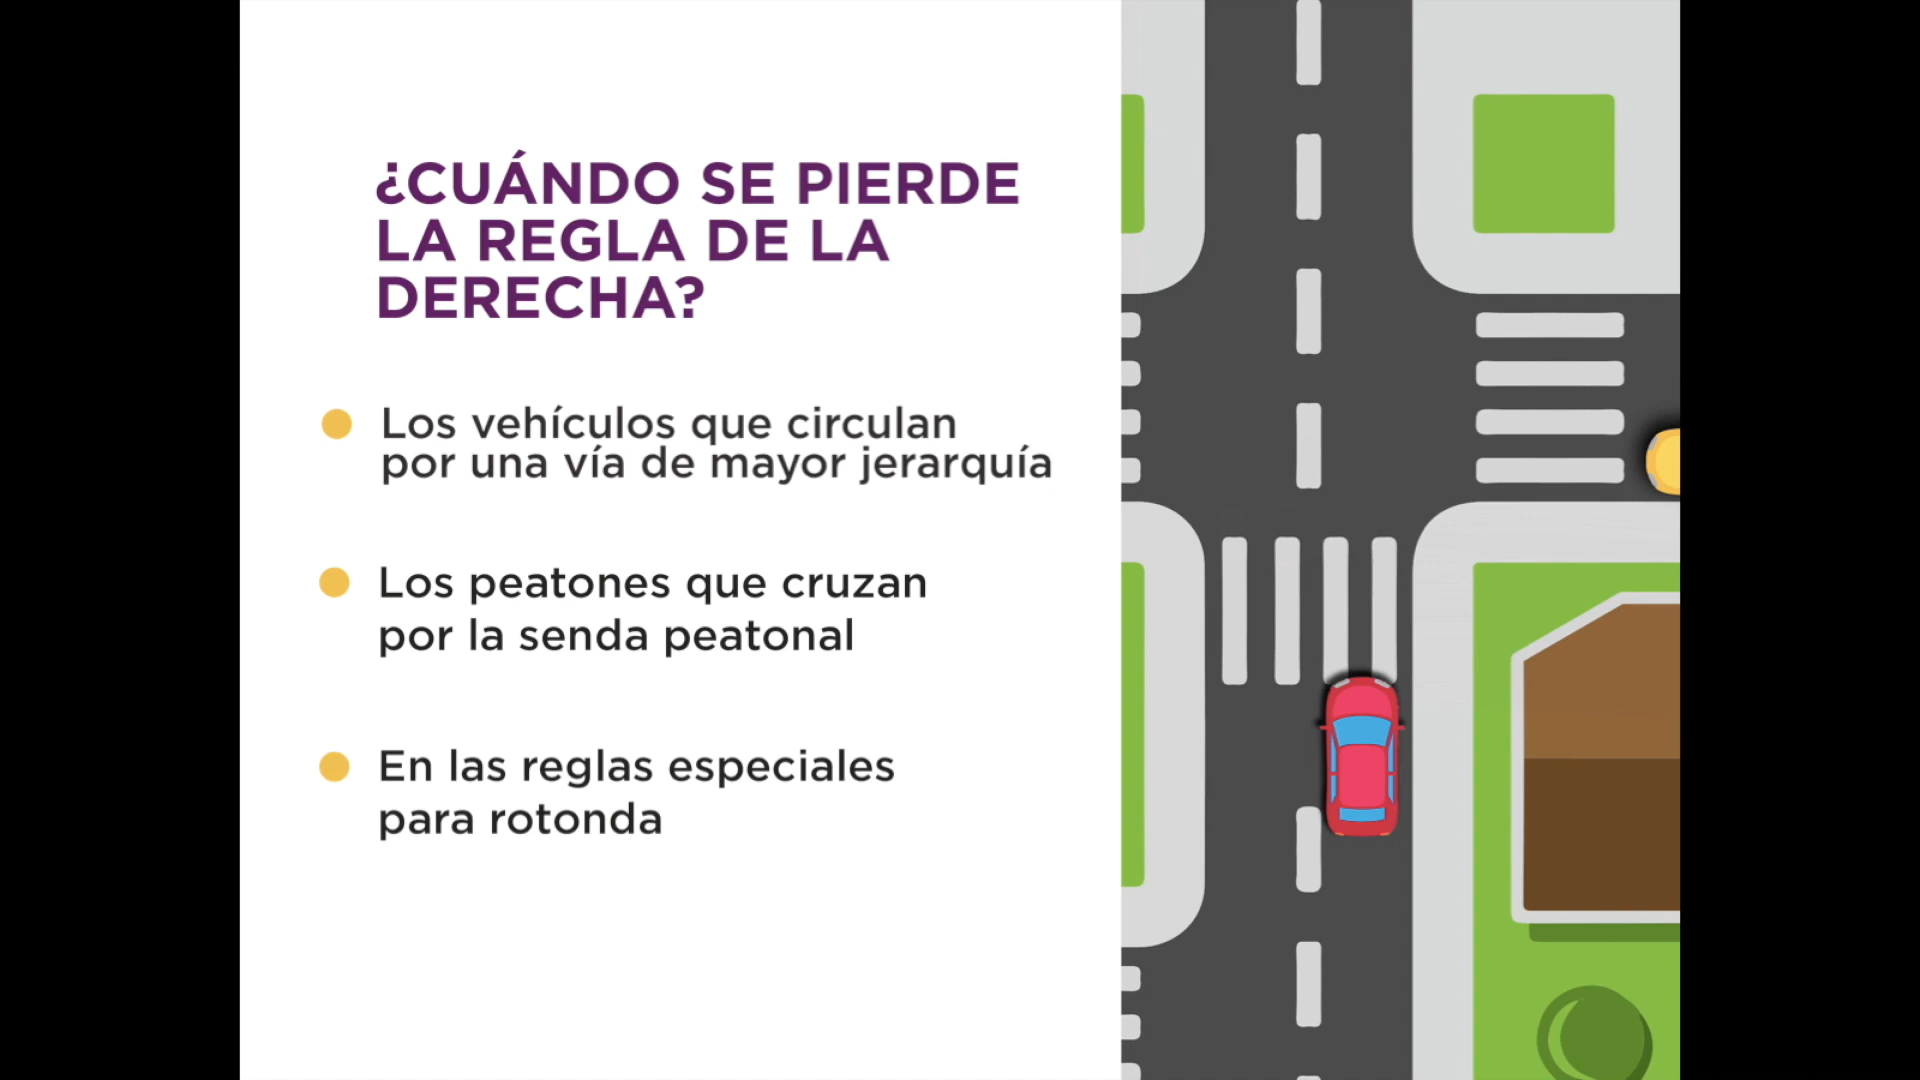 ¿CUÁNDO SE PIERDE
LA REGLA DE LA
DERECHA?
Los vehículos que circulan
por una vía de mayor jerarquía
Los peatones que cruzan
por la senda peatonal
En las reglas especiales
para rotonda